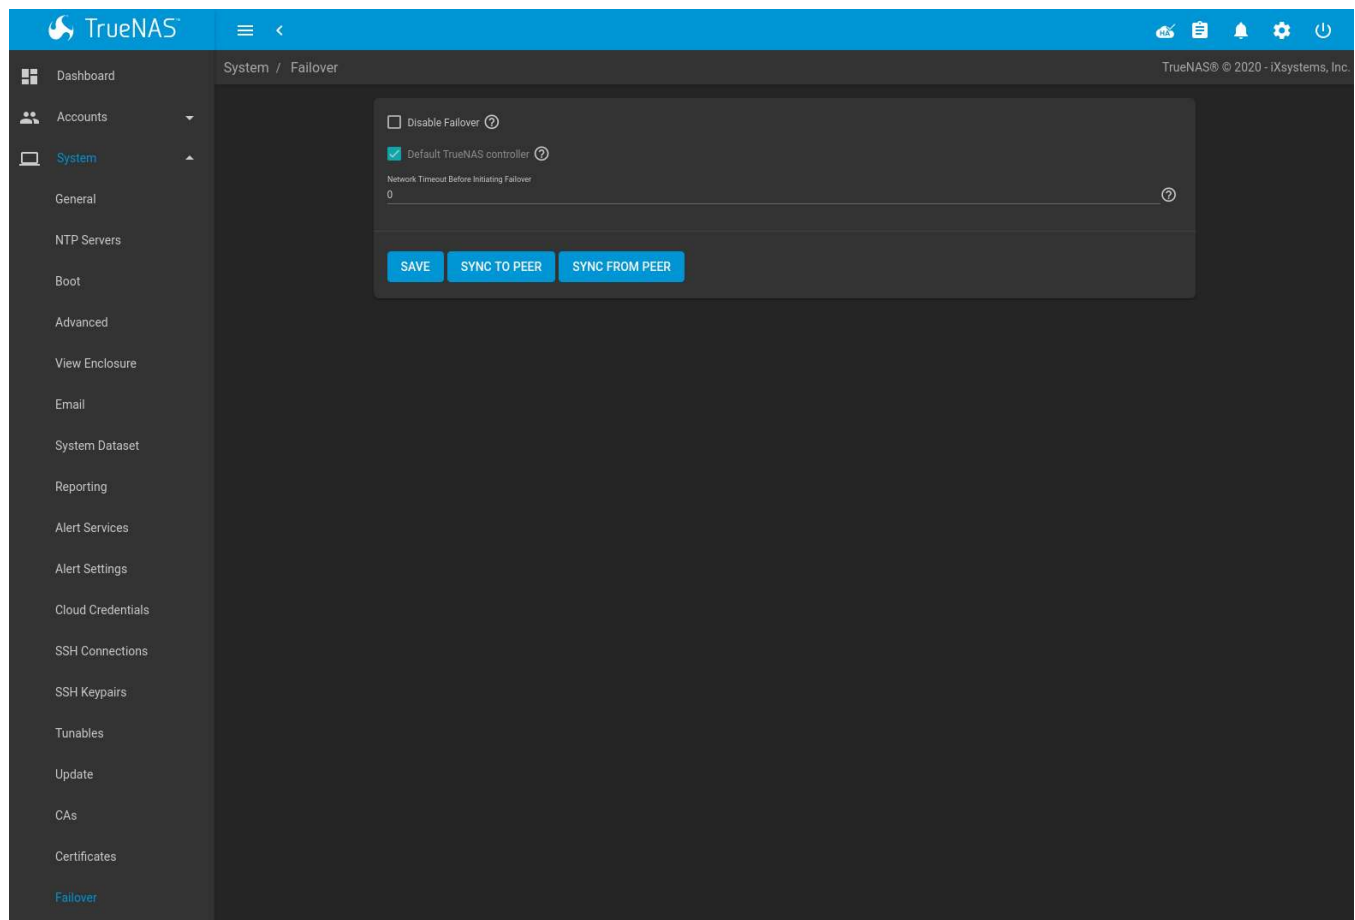 TrueNAS™
HA
System / Failover
TrueNAS® © 2020 - iXsystems, Inc.
Dashboard
Accounts
System
General
NTP Servers
Boot
Advanced
View Enclosure
Email
System Dataset
Reporting
Alert Services
Alert Settings
Cloud Credentials
SSH Connections
SSH Keypairs
Tunables
Update
CAs
Certificates
Failover
Disable Failover
Default TrueNAS controller
Network Timeout Before Initiating Failover
0
SAVE SYNC TO PEER SYNC FROM PEER